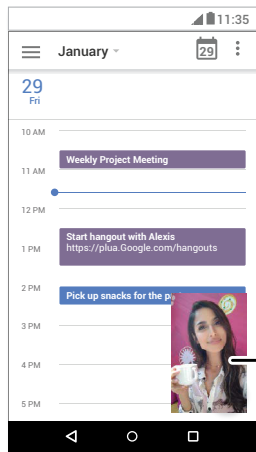 11:35
January
29
29
Fri
10 AM
Weekly Project Meeting
11 AM
12 PM
Start hangout with Alexis
https://plua.Google.com/hangouts
1 PM
2 PM
Pick up snacks for the p
3 PM
4 PM
5 PM